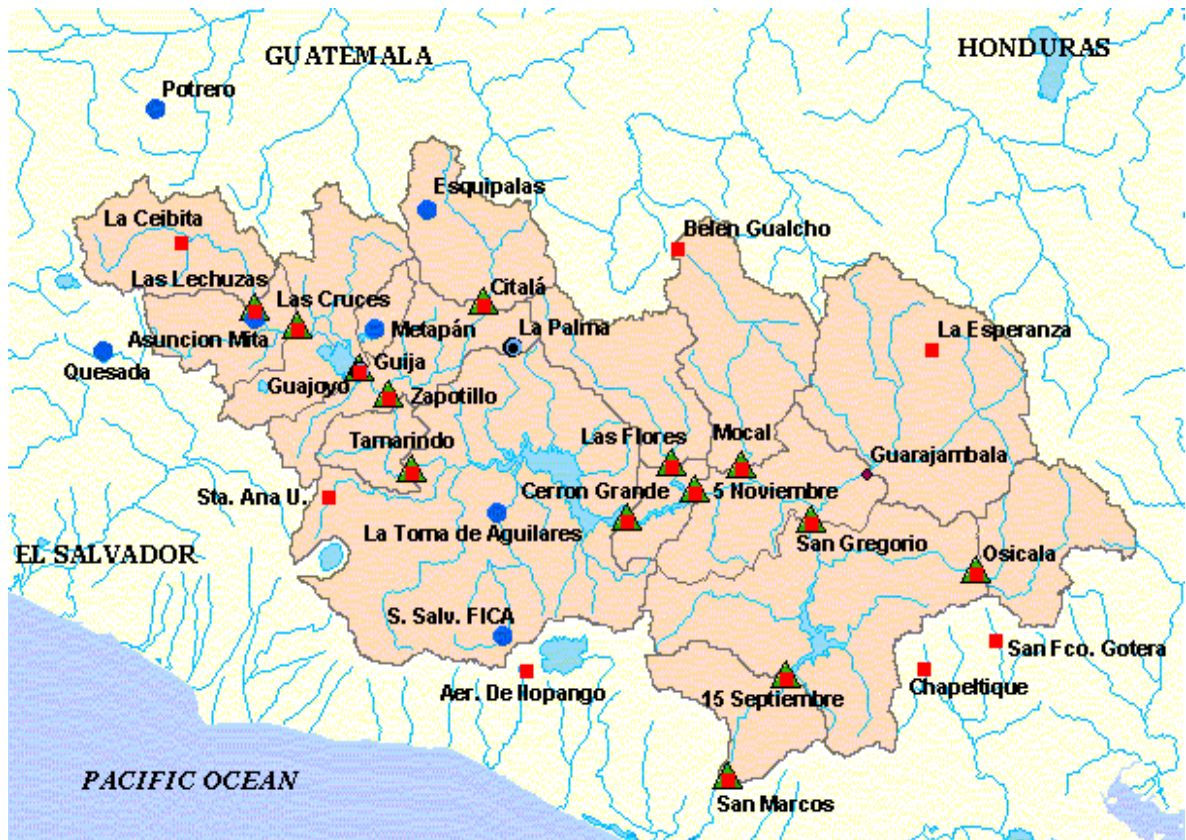 GUATEMALA
HONDURAS
Potrero
Esquipalas
La Ceibita
Belen Gualcho
Las Lechuzas
Las Cruces
Citalá
Asuncion Mita
Metapán
La Palma
La Esperanza
Quesada
Guija
Guajoyo
Zapotillo
Tamarindo
Las Flores
Mocal
Guarajambala
Sta. Ana U.
Cerron Grande
5 Noviembre
La Toma de Aguilares
San Gregorio
EL SALVADOR
Osicala
S. Salv. FICA
San Fco. Gotera
Aer. De Ilopango
15 Septiembre
Chapeltique
PACIFIC OCEAN
San Marcos